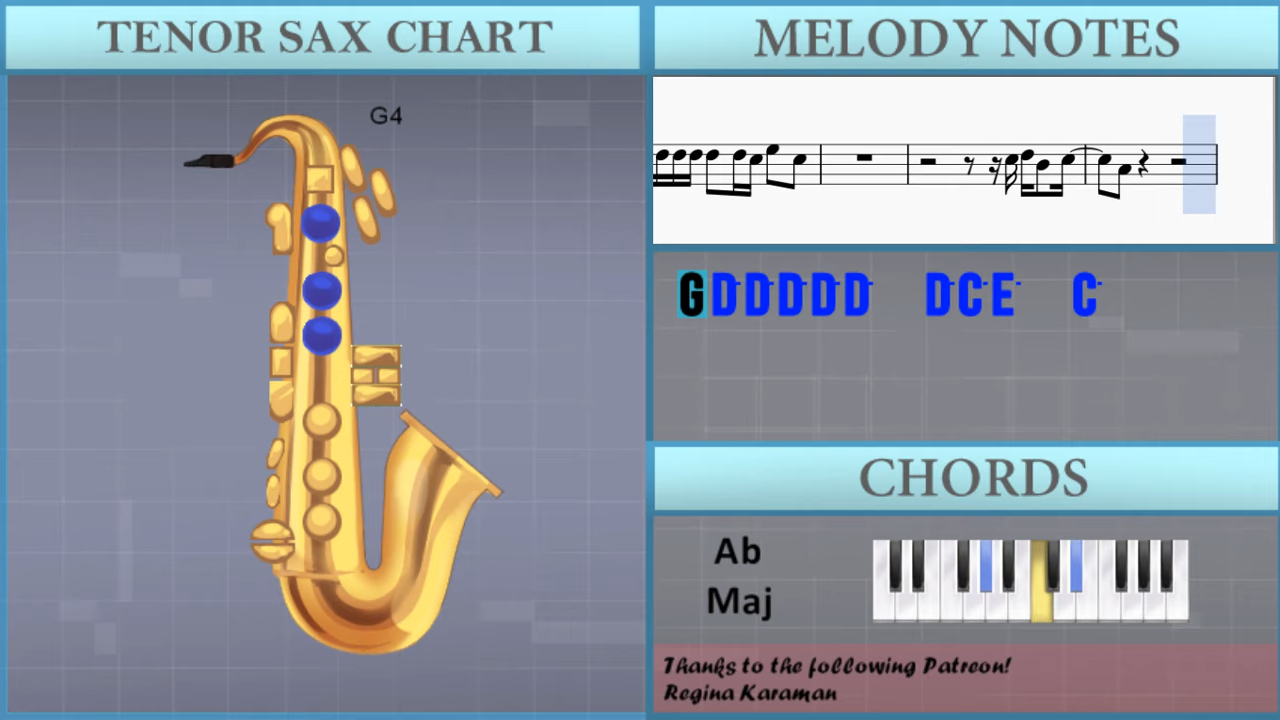 TENOR SAX CHART
G4
MELODY NOTES
GDDDDD DCE C
CHORDS
Ab
Maj
Thanks to the following Patreon!
Regina Karaman